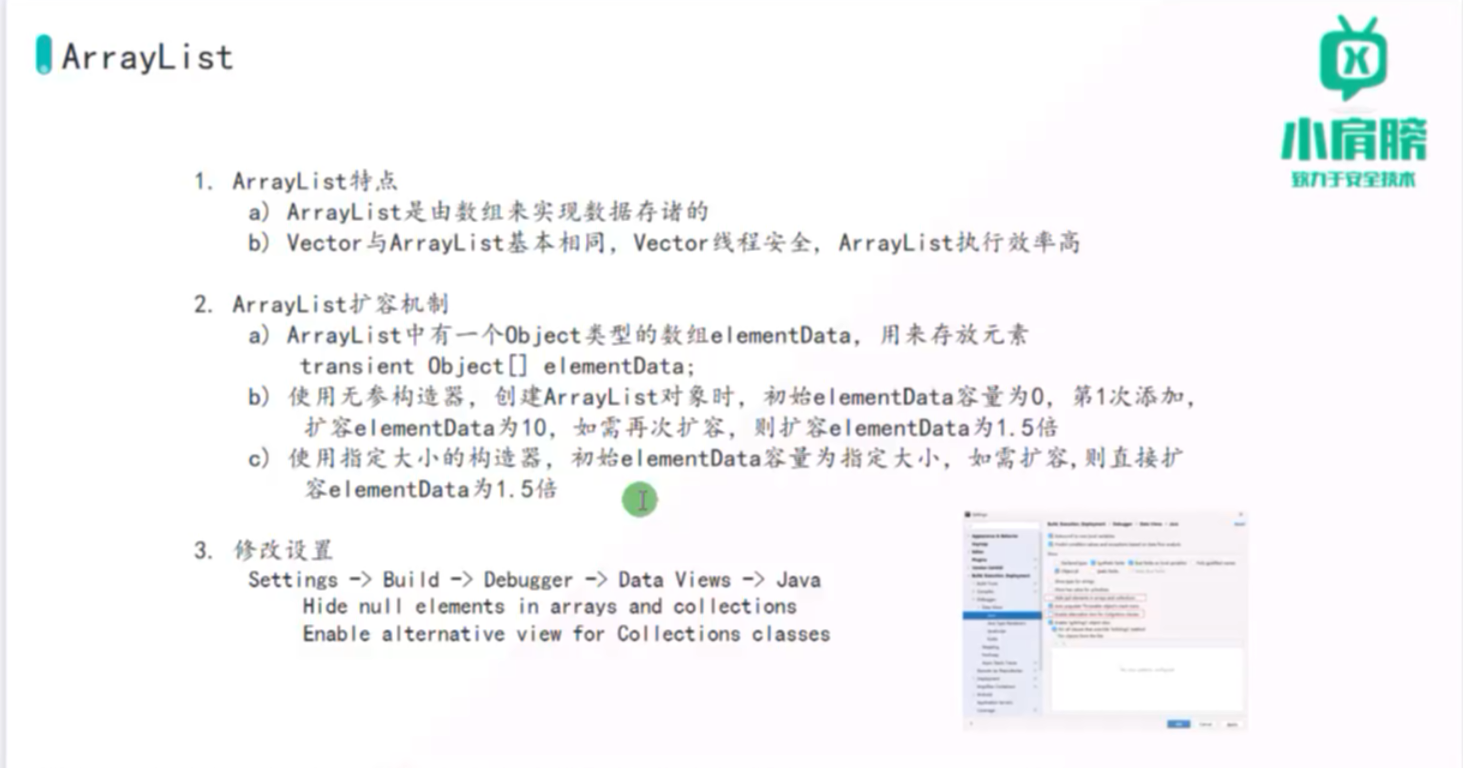 ArrayList
小肩膀
致力于安全技术
1. ArrayList特点
a) ArrayList是由数组来实现数据存诸的
b) Vector与ArrayList基本相同，Vector线程安全，ArrayList执行效率高
2. ArrayList扩容机制
a) ArrayList中有一个Object类型的数组elementData，用来存放元素
transient Object[] elementData;
b) 使用无参构造器，创建ArrayList对象时，初始elementData容量为0，第1次添加，
扩容elementData为10，如需再次扩容，则扩容elementData为1.5倍
c) 使用指定大小的构造器，初始elementData容量为指定大小，如需扩容,则直接扩
容elementData为1.5倍
3. 修改设置
Settings -> Build -> Debugger -> Data Views -> Java
Hide null elements in arrays and collections
Enable alternative view for Collections classes